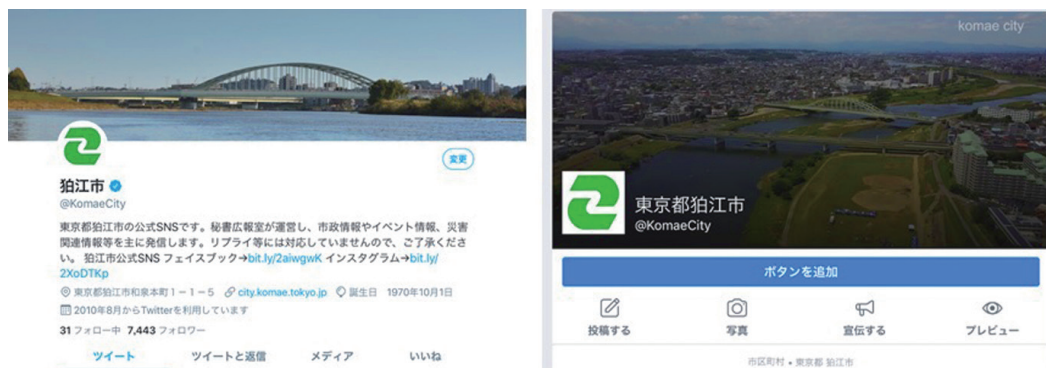 変更
狛江市
@KomaeCity
東京都狛江市の公式SNSです。秘書広報室が運営し、市政情報やイベント情報、災害
関連情報等を主に発信します。リプライ等には対応していませんので、ご了承くださ
い。 狛江市公式SNS フェイスブック→bit.ly/2aiwgwK インスタグラム→bit.ly/
2XoDTKp
東京都狛江市和泉本町1-1-5 city.komae.tokyo.jp 誕生日 1970年10月1日
2010年8月からTwitterを利用しています
31 フォロー中 7,443 フォロワー
ツイート ツイートと返信 メディア いいね
komae city
東京都狛江市
@KomaeCity
ボタンを追加
投稿する 写真 宣伝する プレビュー
市区町村 • 東京都 狛江市